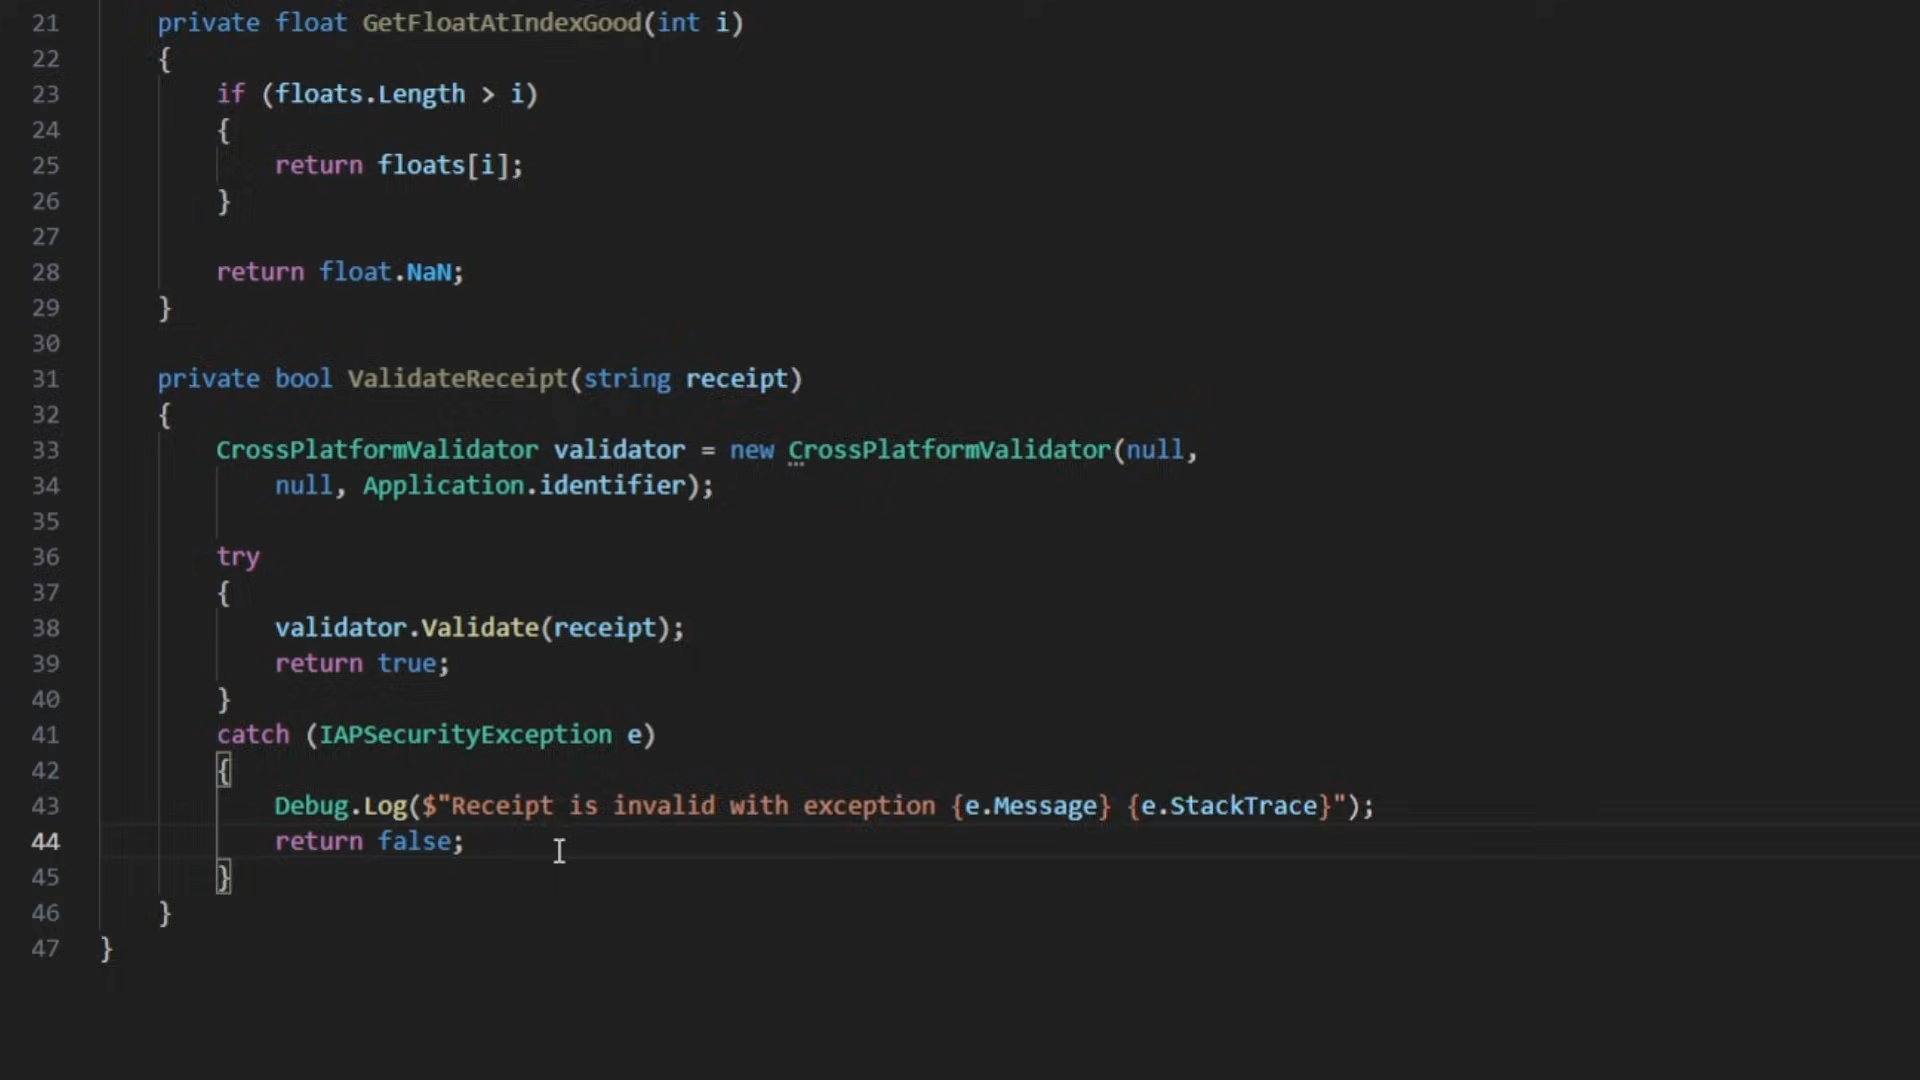 21 private float GetFloatAtIndexGood(int i)
22 {
23 if (floats.Length > i)
24 {
25 return floats[i];
26 }
27
28 return float.NaN;
29 }
30
31 private bool ValidateReceipt(string receipt)
32 {
33 CrossPlatformValidator validator = new CrossPlatformValidator(null,
34 null, Application.identifier);
35
36 try
37 {
38 validator.Validate(receipt);
39 return true;
40 }
41 catch (IAPSecurityException e)
42 {
43 Debug.Log($"Receipt is invalid with exception {e.Message} {e.StackTrace}");
44 return false;
45 }
46 }
47 }